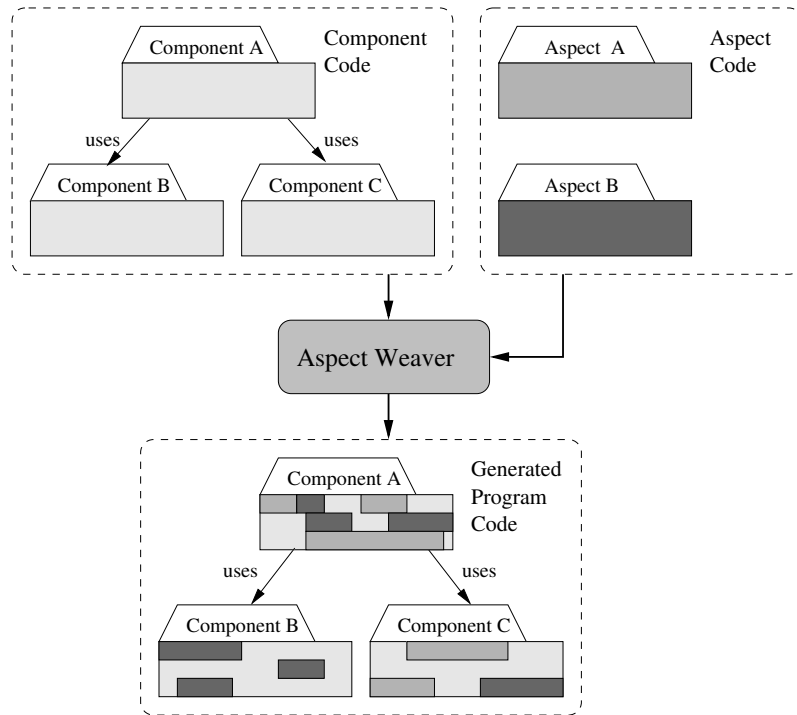 Component A
Component
Code
uses
uses
Component B
Component C
Aspect A
Aspect
Code
Aspect B
Aspect Weaver
Component A
Generated
Program
Code
uses
uses
Component B
Component C